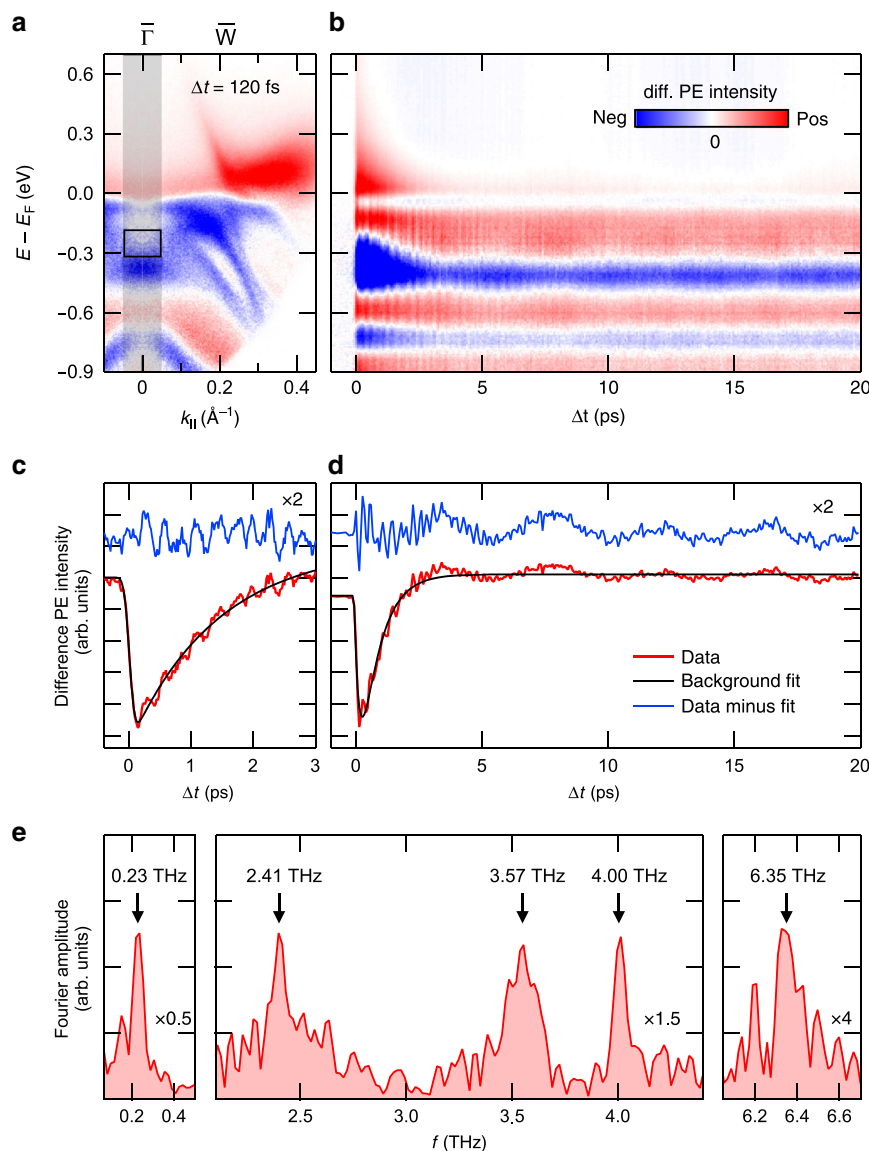 a
b
Γ̅
W̅
Δt = 120 fs
diff. PE intensity
Neg
Pos
0
E – E_F (eV)
0.6
0.3
0.0
–0.3
–0.6
–0.9
0
0.2
0.4
k_II (Å⁻¹)
0
5
10
15
20
Δt (ps)
c
d
×2
×2
Difference PE intensity
(arb. units)
Data
Background fit
Data minus fit
0
1
2
3
Δt (ps)
0
5
10
15
20
Δt (ps)
e
0.23 THz
2.41 THz
3.57 THz
4.00 THz
6.35 THz
Fourier amplitude
(arb. units)
×0.5
×1.5
×4
0.2
0.4
2.5
3.0
3.5
4.0
6.2
6.4
6.6
f (THz)